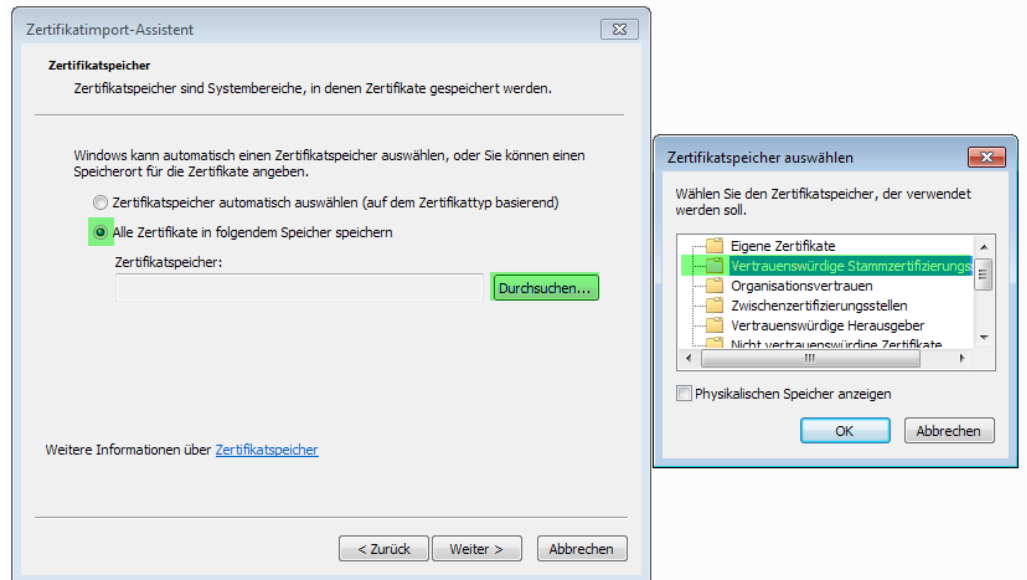 Zertifikatimport-Assistent
Zertifikatspeicher
Zertifikatspeicher sind Systembereiche, in denen Zertifikate gespeichert werden.
Windows kann automatisch einen Zertifikatspeicher auswählen, oder Sie können einen
Speicherort für die Zertifikate angeben.
Zertifikatspeicher automatisch auswählen (auf dem Zertifikattyp basierend)
Alle Zertifikate in folgendem Speicher speichern
Zertifikatspeicher:
Durchsuchen...
Weitere Informationen über Zertifikatspeicher
< Zurück Weiter > Abbrechen
Zertifikatspeicher auswählen
Wählen Sie den Zertifikatspeicher, der verwendet
werden soll.
Eigene Zertifikate
Vertrauenswürdige Stammzertifizierungs
Organisationsvertrauen
Zwischenzertifizierungsstellen
Vertrauenswürdige Herausgeber
Nicht vertrauenswürdige Zertifikate
Physikalischen Speicher anzeigen
OK Abbrechen